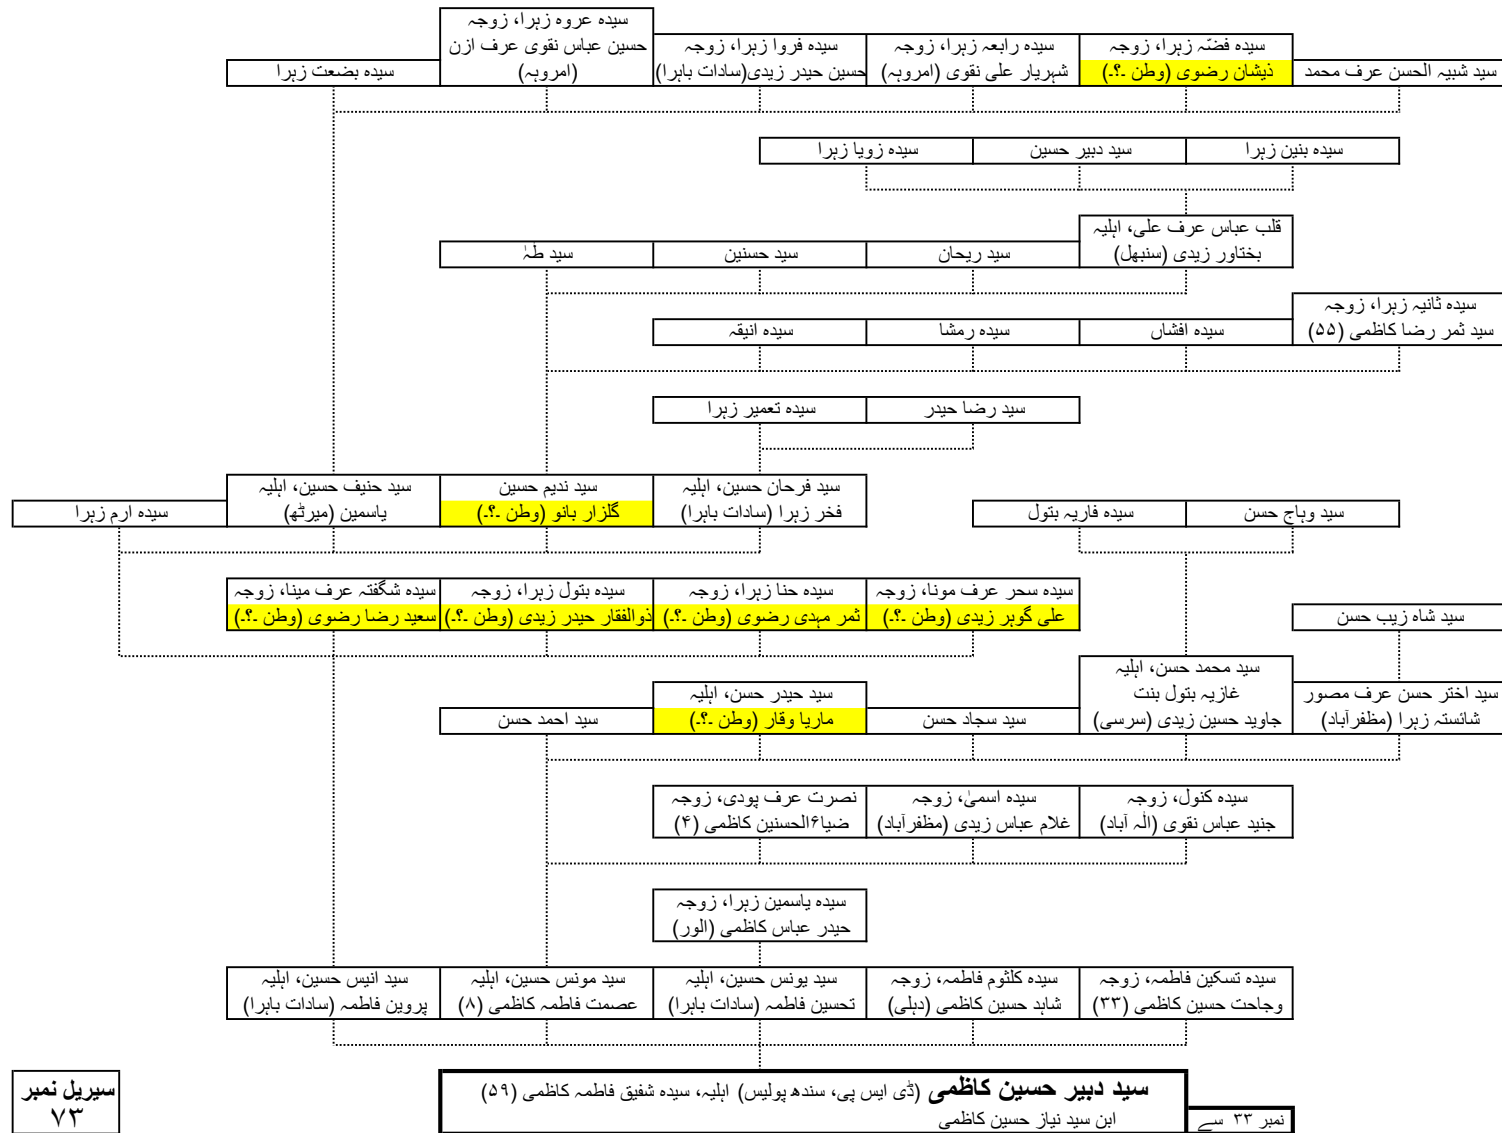 سیدہ عروہ زہرا، زوجہ
حسین عباس نقوی عرف ازن
(امروہہ)
سید شبیہ الحسن عرف محمد
سیدہ فضّہ زہرا، زوجہ
ذیشان رضوی (وطن ۔؟۔)
سیدہ رابعہ زہرا، زوجہ
شہریار علی نقوی (امروہہ)
سیدہ فروا زہرا، زوجہ
حسین حیدر زیدی(سادات باہرا)
سیدہ بضعت زہرا
سیدہ بنین زہرا
سید دبیر حسین
سیدہ زویا زہرا
قلب عباس عرف علی، اہلیہ
بختاور زیدی (سنبھل)
سید ریحان
سید حسنین
سید طہٰ
سیدہ ثانیہ زہرا، زوجہ
سید ثمر رضا کاظمی (۵۵)
سیدہ افشاں
سیدہ رمشا
سیدہ انیقہ
سید رضا حیدر
سیدہ تعمیر زہرا
سید فرحان حسین، اہلیہ
فخر زہرا (سادات باہرا)
سید ندیم حسین
گلزار بانو (وطن ۔؟۔)
سید حنیف حسین، اہلیہ
یاسمین (میرٹھ)
سیدہ ارم زہرا
سید وہاج حسن
سیدہ فاریہ بتول
سیدہ سحر عرف مونا، زوجہ
علی گوہر زیدی (وطن ۔؟۔)
سیدہ حنا زہرا، زوجہ
ثمر مہدی رضوی (وطن ۔؟۔)
سیدہ بتول زہرا، زوجہ
ذوالفقار حیدر زیدی (وطن ۔؟۔)
سیدہ شگفتہ عرف مینا، زوجہ
سعید رضا رضوی (وطن ۔؟۔)
سید شاہ زیب حسن
سید اختر حسن عرف مصور
شائستہ زہرا (مظفرآباد)
سید محمد حسن، اہلیہ
غازیہ بتول بنت
جاوید حسین زیدی (سرسی)
سید سجاد حسن
سید حیدر حسن، اہلیہ
ماریا وقار (وطن ۔؟۔)
سید احمد حسن
سیدہ کنول، زوجہ
جنید عباس نقوی (الٰہ آباد)
سیدہ اسمیٰ، زوجہ
غلام عباس زیدی (مظفرآباد)
نصرت عرف پودی، زوجہ
ضیا۶الحسنین کاظمی (۴)
سیدہ یاسمین زہرا، زوجہ
حیدر عباس کاظمی (الور)
سیدہ تسکین فاطمہ، زوجہ
وجاحت حسین کاظمی (۳۳)
سیدہ کلثوم فاطمہ، زوجہ
شاہد حسین کاظمی (دہلی)
سید یونس حسین، اہلیہ
تحسین فاطمہ (سادات باہرا)
سید مونس حسین، اہلیہ
عصمت فاطمہ کاظمی (۸)
سید انیس حسین، اہلیہ
پروین فاطمہ (سادات باہرا)
سید دبیر حسین کاظمی (ڈی ایس پی، سندھ پولیس) اہلیہ، سیدہ شفیق فاطمہ کاظمی (۵۹)
ابن سید نیاز حسین کاظمی
نمبر ۳۳ سے
سیریل نمبر
۷۳